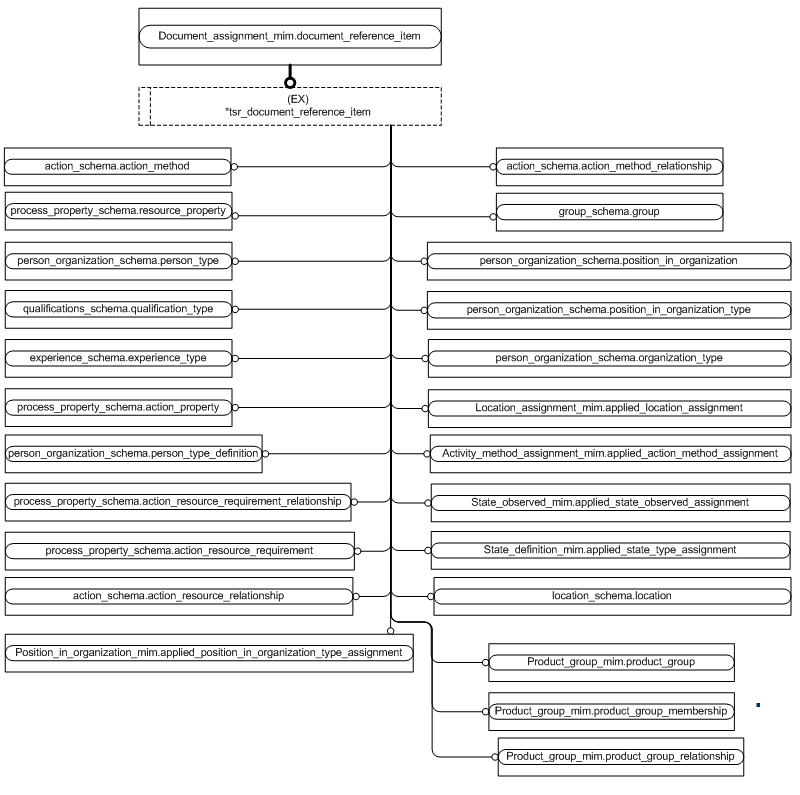 Document_assignment_mim.document_reference_item
(EX)
*tsr_document_reference_item
action_schema.action_method
action_schema.action_method_relationship
process_property_schema.resource_property
group_schema.group
person_organization_schema.person_type
person_organization_schema.position_in_organization
qualifications_schema.qualification_type
person_organization_schema.position_in_organization_type
experience_schema.experience_type
person_organization_schema.organization_type
process_property_schema.action_property
Location_assignment_mim.applied_location_assignment
person_organization_schema.person_type_definition
Activity_method_assignment_mim.applied_action_method_assignment
process_property_schema.action_resource_requirement_relationship
State_observed_mim.applied_state_observed_assignment
process_property_schema.action_resource_requirement
State_definition_mim.applied_state_type_assignment
action_schema.action_resource_relationship
location_schema.location
Position_in_organization_mim.applied_position_in_organization_type_assignment
Product_group_mim.product_group
Product_group_mim.product_group_membership
Product_group_mim.product_group_relationship